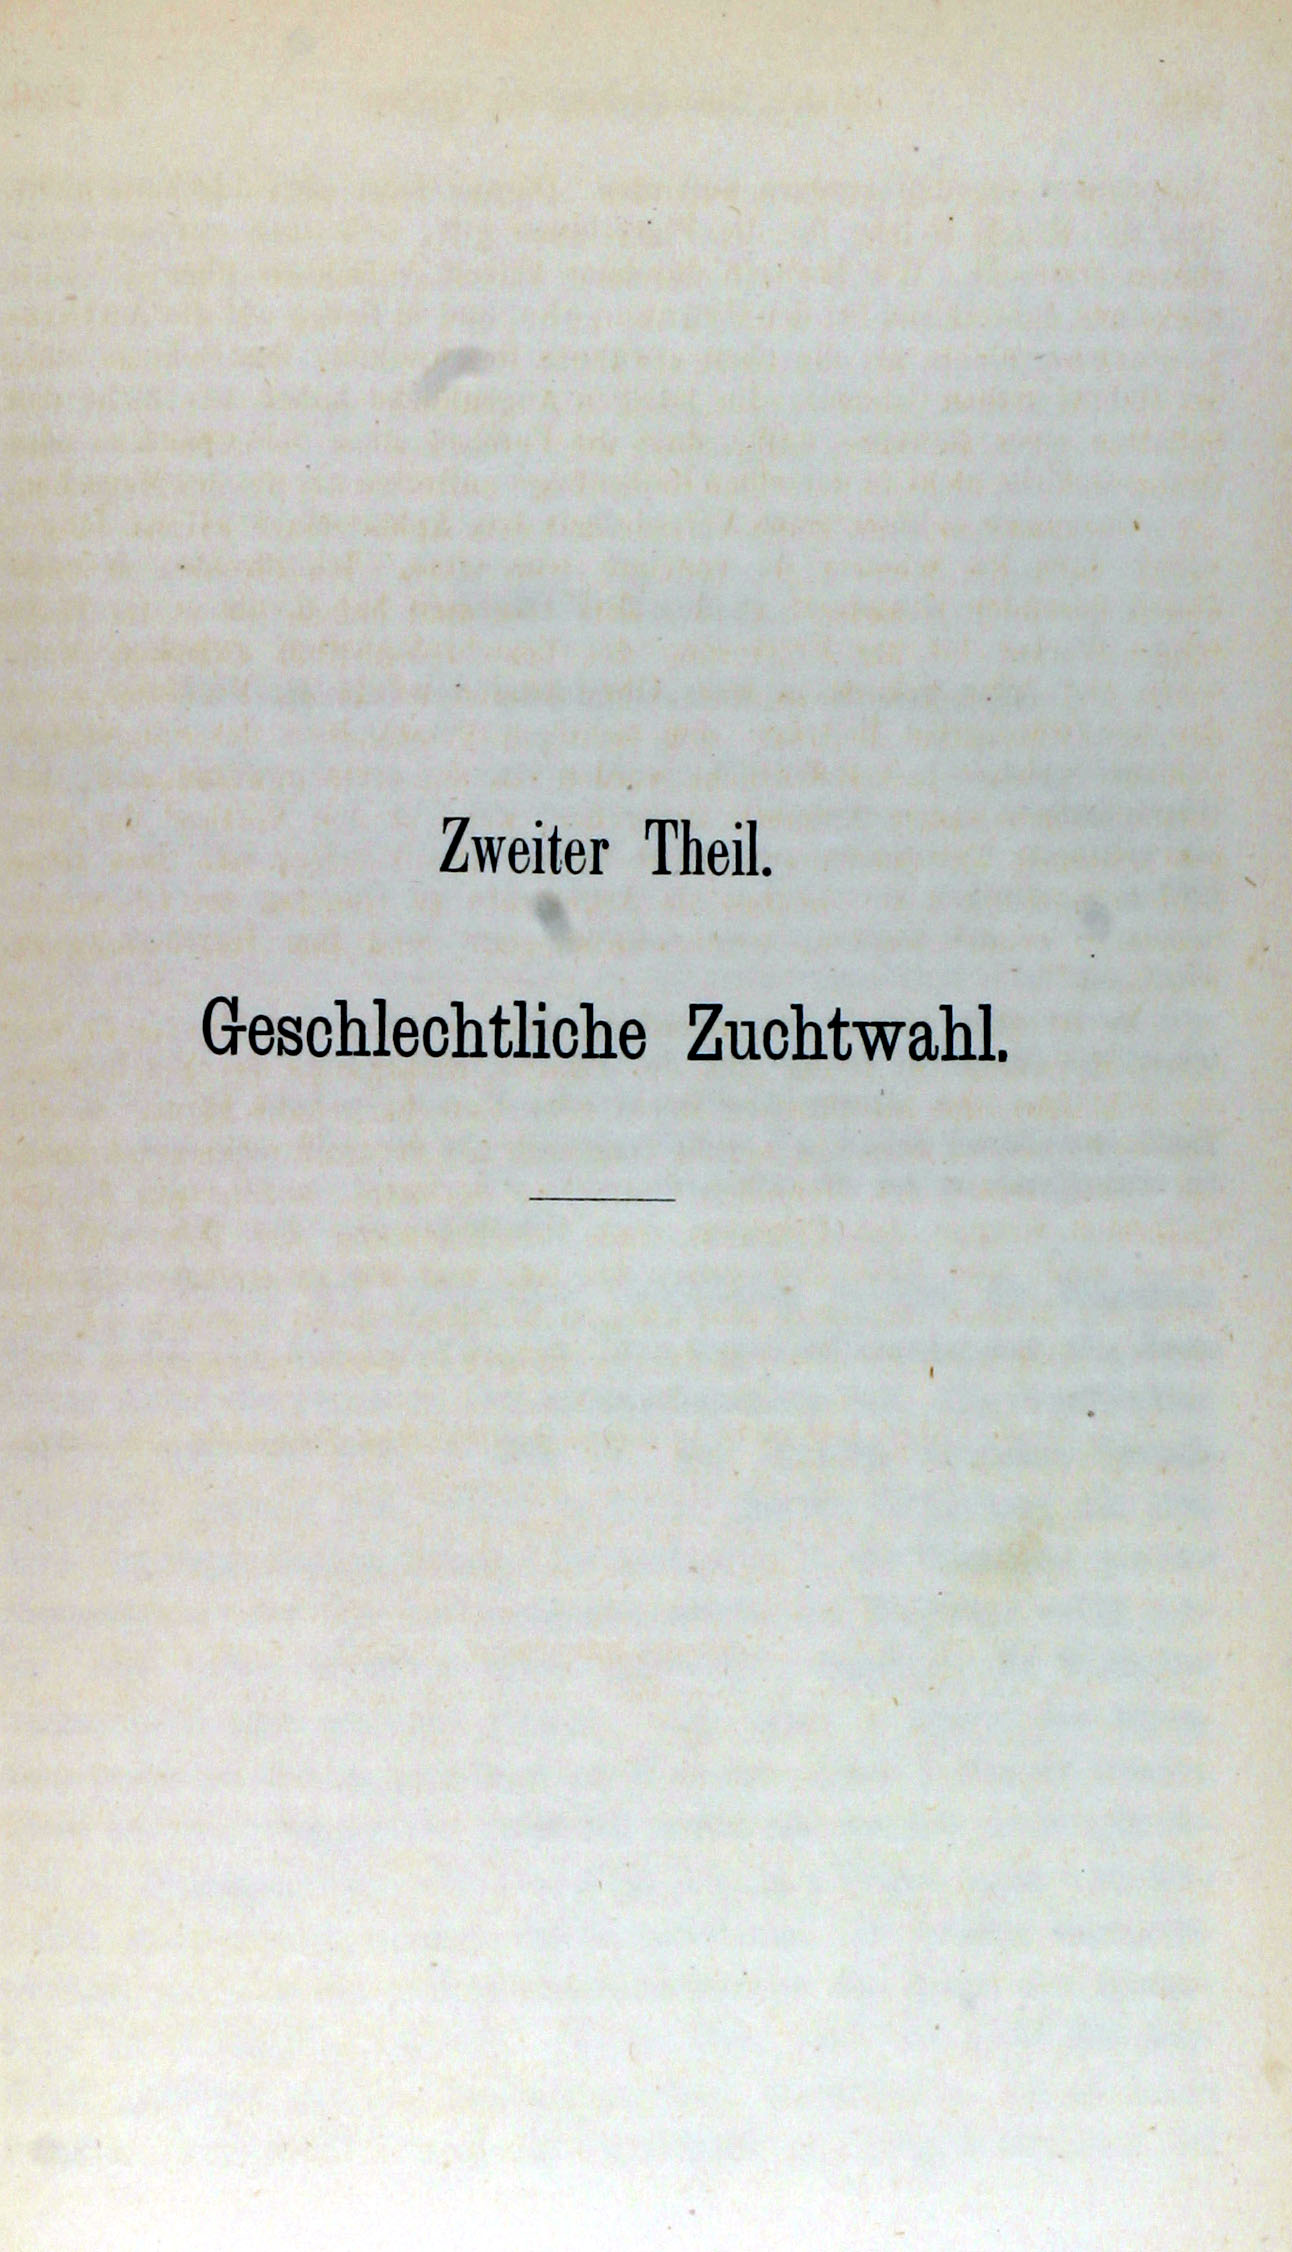 Zweiter Theil.
Geschlechtliche Zuchtwahl.